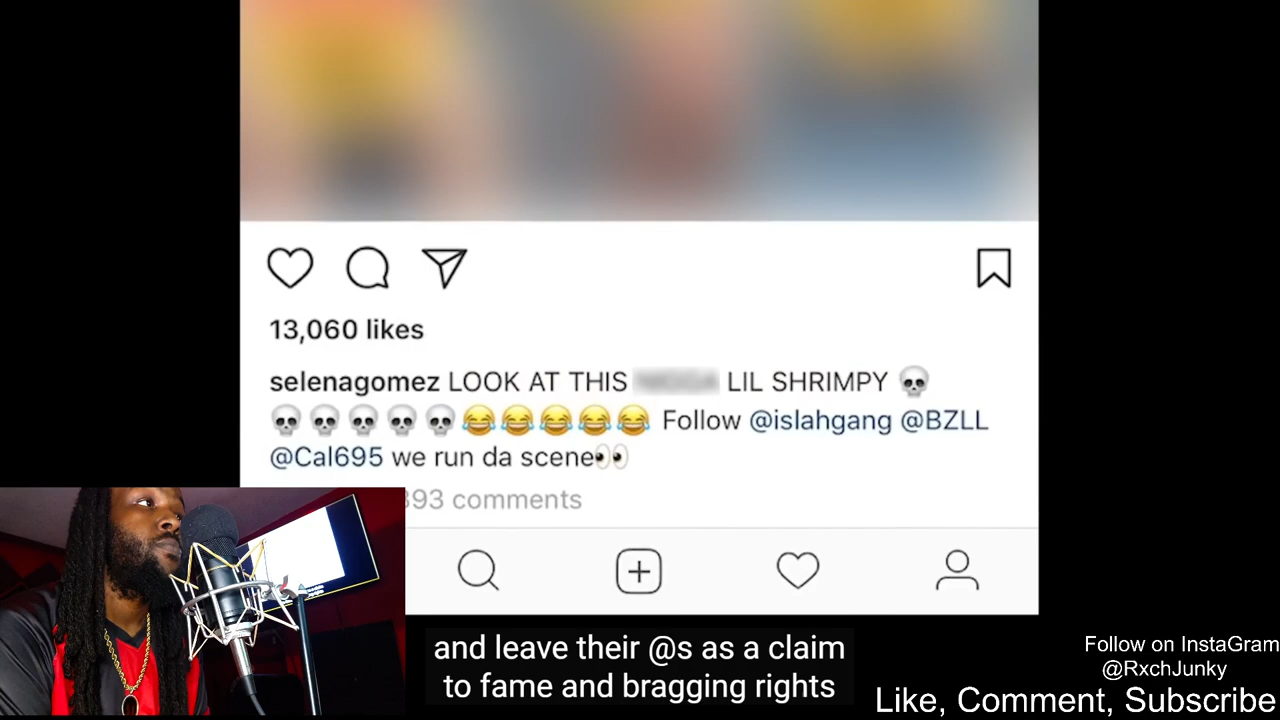 13,060 likes
selenagomez LOOK AT THIS LIL SHRIMPY 💀
💀💀💀💀💀😂😂😂😂😂 Follow @islahgang @BZLL
@Cal695 we run da scene👀
393 comments
and leave their @s as a claim
to fame and bragging rights
Follow on InstaGram
@RxchJunky
Like, Comment, Subscribe